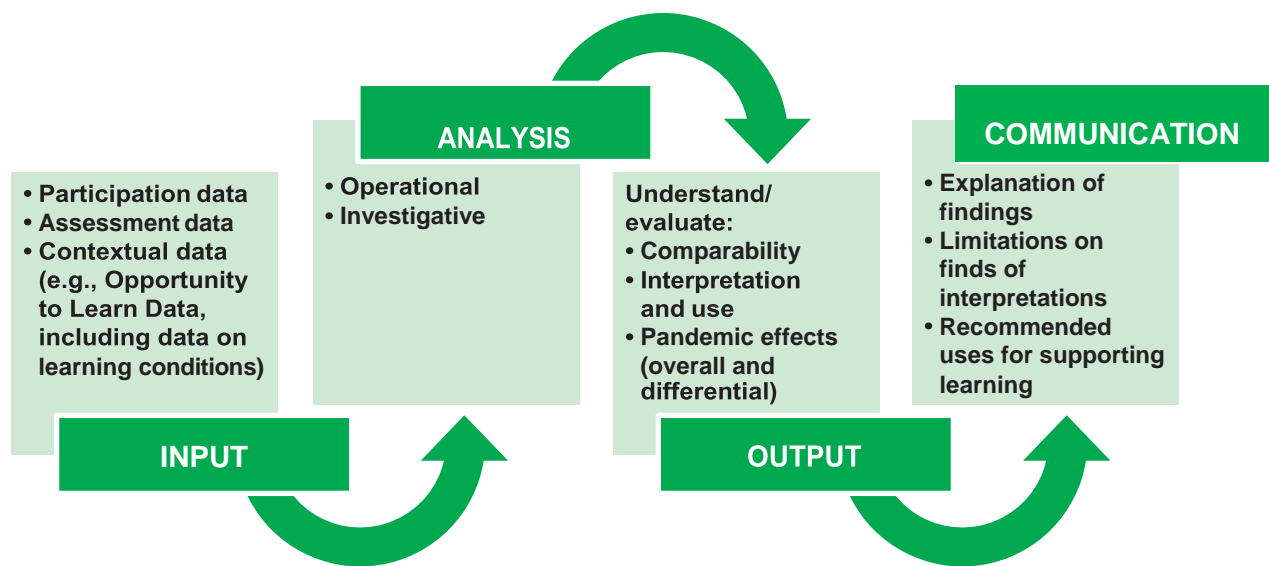 • Participation data
• Assessment data
• Contextual data
(e.g., Opportunity
to Learn Data,
including data on
learning conditions)
INPUT
ANALYSIS
• Operational
• Investigative
Understand/
evaluate:
• Comparability
• Interpretation
and use
• Pandemic effects
(overall and
differential)
OUTPUT
COMMUNICATION
• Explanation of
findings
• Limitations on
finds of
interpretations
• Recommended
uses for supporting
learning